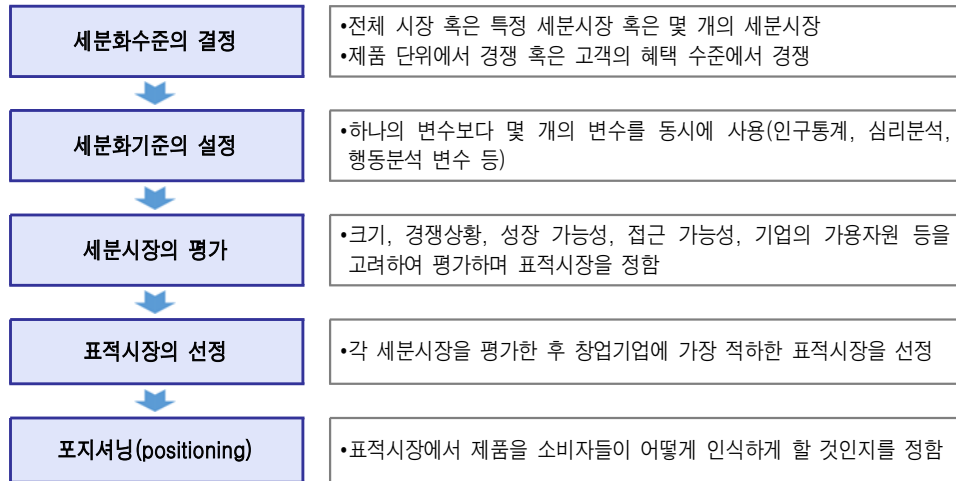 세분화수준의 결정
•전체 시장 혹은 특정 세분시장 혹은 몇 개의 세분시장
•제품 단위에서 경쟁 혹은 고객의 혜택 수준에서 경쟁
세분화기준의 설정
•하나의 변수보다 몇 개의 변수를 동시에 사용(인구통계, 심리분석,
행동분석 변수 등)
세분시장의 평가
•크기, 경쟁상황, 성장 가능성, 접근 가능성, 기업의 가용자원 등을
고려하여 평가하며 표적시장을 정함
표적시장의 선정
•각 세분시장을 평가한 후 창업기업에 가장 적하한 표적시장을 선정
포지셔닝(positioning)
•표적시장에서 제품을 소비자들이 어떻게 인식하게 할 것인지를 정함